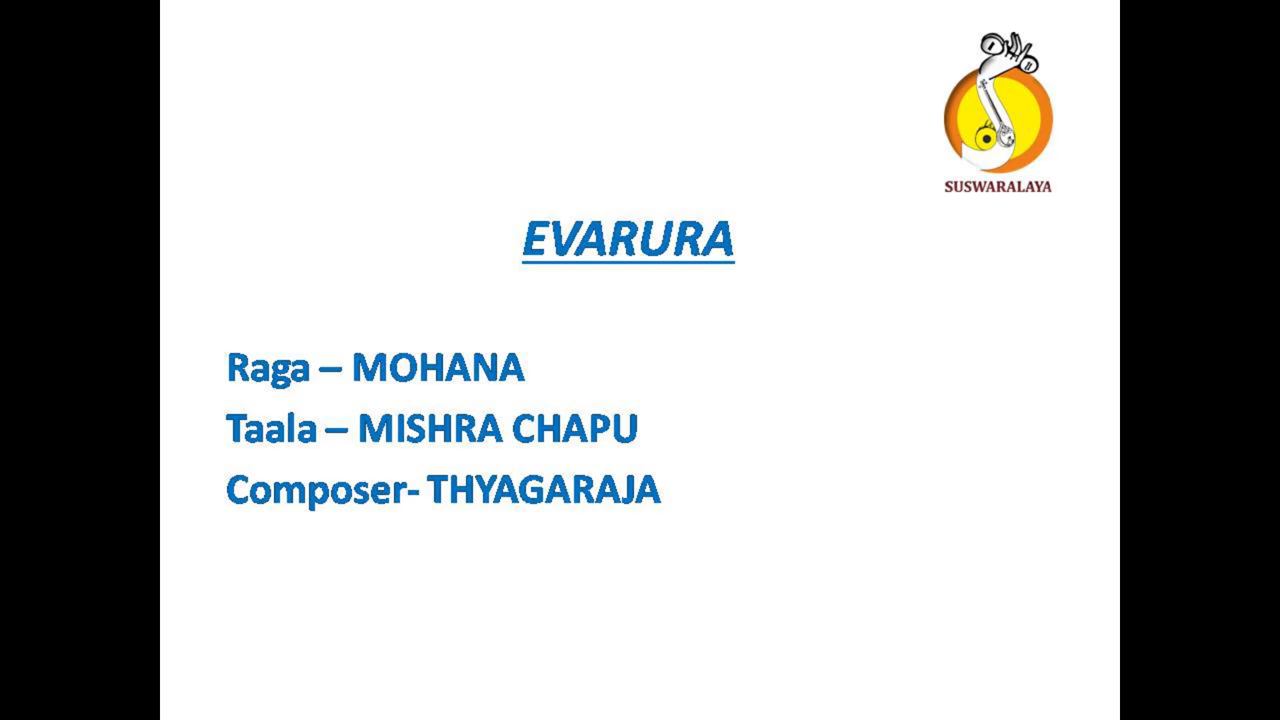 SUSWARALAYA
EVARURA
Raga – MOHANA
Taala – MISHRA CHAPU
Composer- THYAGARAJA